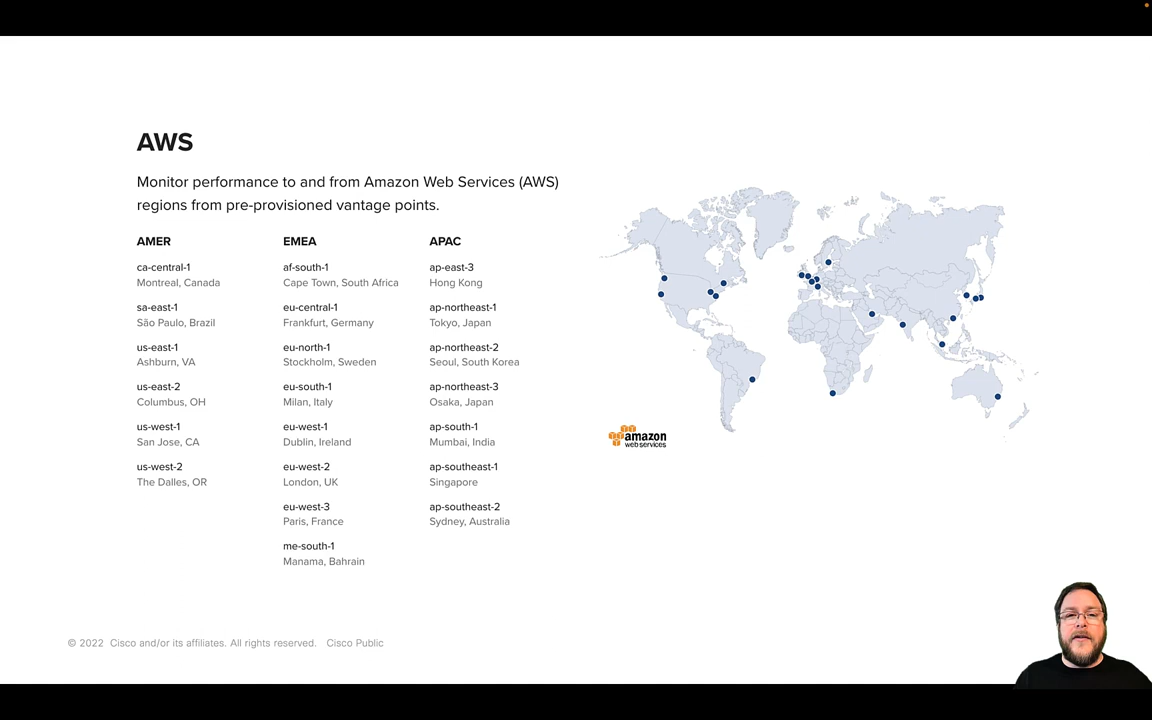 AWS
Monitor performance to and from Amazon Web Services (AWS)
regions from pre-provisioned vantage points.
AMER
ca-central-1
Montreal, Canada
sa-east-1
São Paulo, Brazil
us-east-1
Ashburn, VA
us-east-2
Columbus, OH
us-west-1
San Jose, CA
us-west-2
The Dalles, OR
EMEA
af-south-1
Cape Town, South Africa
eu-central-1
Frankfurt, Germany
eu-north-1
Stockholm, Sweden
eu-south-1
Milan, Italy
eu-west-1
Dublin, Ireland
eu-west-2
London, UK
eu-west-3
Paris, France
me-south-1
Manama, Bahrain
APAC
ap-east-3
Hong Kong
ap-northeast-1
Tokyo, Japan
ap-northeast-2
Seoul, South Korea
ap-northeast-3
Osaka, Japan
ap-south-1
Mumbai, India
ap-southeast-1
Singapore
ap-southeast-2
Sydney, Australia
amazon
web services
© 2022 Cisco and/or its affiliates. All rights reserved. Cisco Public